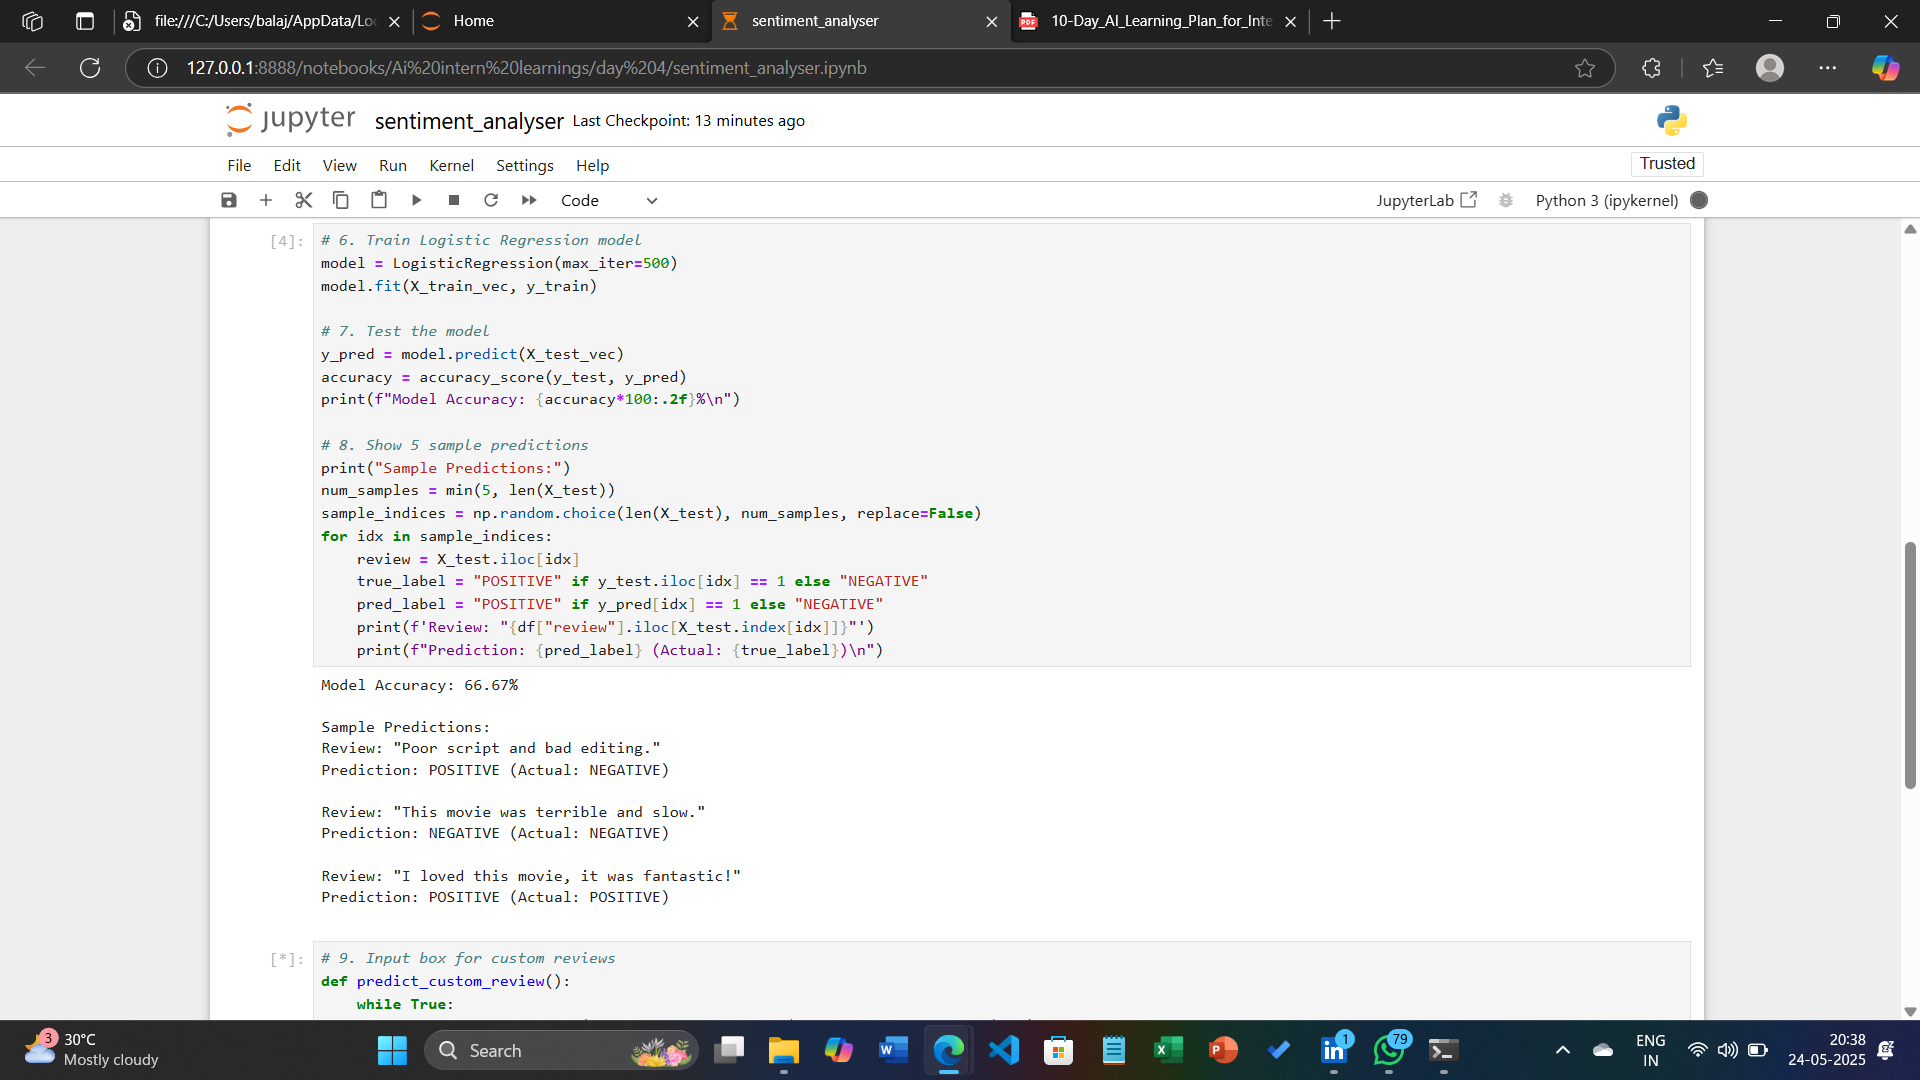 file:///C:/Users/balaj/AppData/Loc
Home
sentiment_analyser
10-Day_AI_Learning_Plan_for_Inte
127.0.0.1:8888/notebooks/Ai%20intern%20learnings/day%204/sentiment_analyser.ipynb
jupyter sentiment_analyser Last Checkpoint: 13 minutes ago
File Edit View Run Kernel Settings Help Trusted
Code JupyterLab Python 3 (ipykernel)
[4]: # 6. Train Logistic Regression model
model = LogisticRegression(max_iter=500)
model.fit(X_train_vec, y_train)
# 7. Test the model
y_pred = model.predict(X_test_vec)
accuracy = accuracy_score(y_test, y_pred)
print(f"Model Accuracy: {accuracy*100:.2f}%\n")
# 8. Show 5 sample predictions
print("Sample Predictions:")
num_samples = min(5, len(X_test))
sample_indices = np.random.choice(len(X_test), num_samples, replace=False)
for idx in sample_indices:
    review = X_test.iloc[idx]
    true_label = "POSITIVE" if y_test.iloc[idx] == 1 else "NEGATIVE"
    pred_label = "POSITIVE" if y_pred[idx] == 1 else "NEGATIVE"
    print(f'Review: "{df["review"].iloc[X_test.index[idx]]}"')
    print(f"Prediction: {pred_label} (Actual: {true_label})\n")
Model Accuracy: 66.67%
Sample Predictions:
Review: "Poor script and bad editing."
Prediction: POSITIVE (Actual: NEGATIVE)
Review: "This movie was terrible and slow."
Prediction: NEGATIVE (Actual: NEGATIVE)
Review: "I loved this movie, it was fantastic!"
Prediction: POSITIVE (Actual: POSITIVE)
[*]: # 9. Input box for custom reviews
def predict_custom_review():
    while True:
3 30°C
Mostly cloudy
Search
1
79
ENG
IN
20:38
24-05-2025